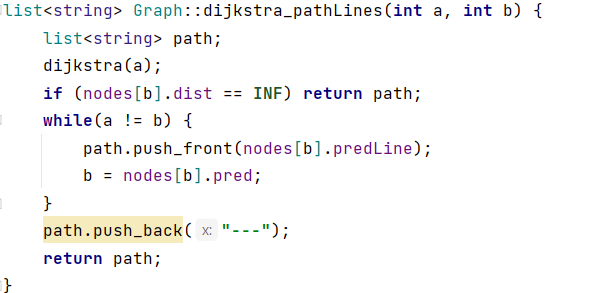 list<string> Graph::dijkstra_pathLines(int a, int b) {
    list<string> path;
    dijkstra(a);
    if (nodes[b].dist == INF) return path;
    while(a != b) {
        path.push_front(nodes[b].predLine);
        b = nodes[b].pred;
    }
    path.push_back( x: "---");
    return path;
}